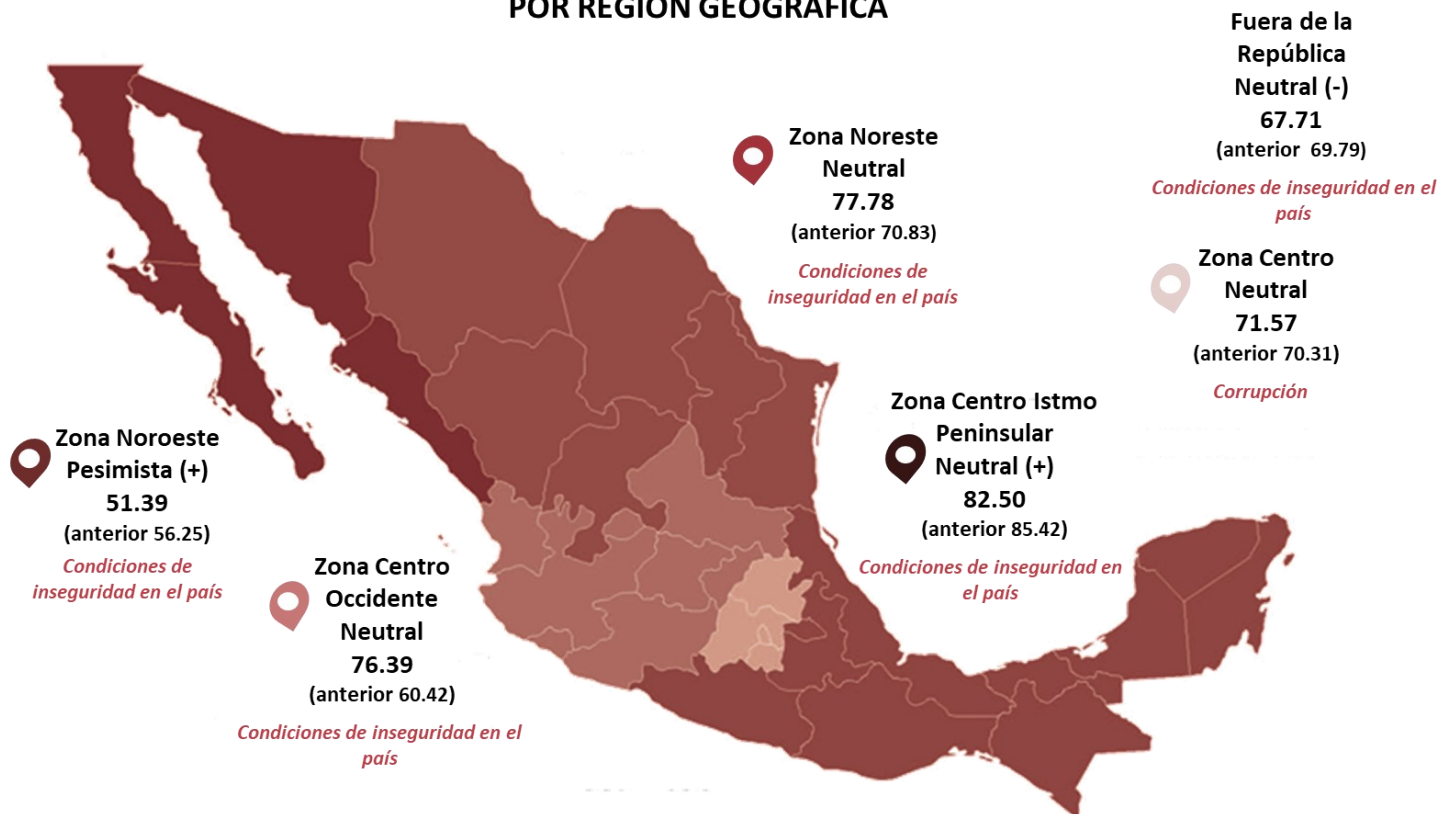 POR REGIÓN GEOGRÁFICA
Fuera de la
República
Neutral (-)
67.71
(anterior  69.79)
Condiciones de inseguridad en el
país
Zona Noreste
Neutral
77.78
(anterior 70.83)
Condiciones de
inseguridad en el país
Zona Centro
Neutral
71.57
(anterior 70.31)
Corrupción
Zona Centro Istmo
Peninsular
Neutral (+)
82.50
(anterior 85.42)
Condiciones de inseguridad en
el país
Zona Noroeste
Pesimista (+)
51.39
(anterior 56.25)
Condiciones de
inseguridad en el país
Zona Centro
Occidente
Neutral
76.39
(anterior 60.42)
Condiciones de inseguridad en el
país